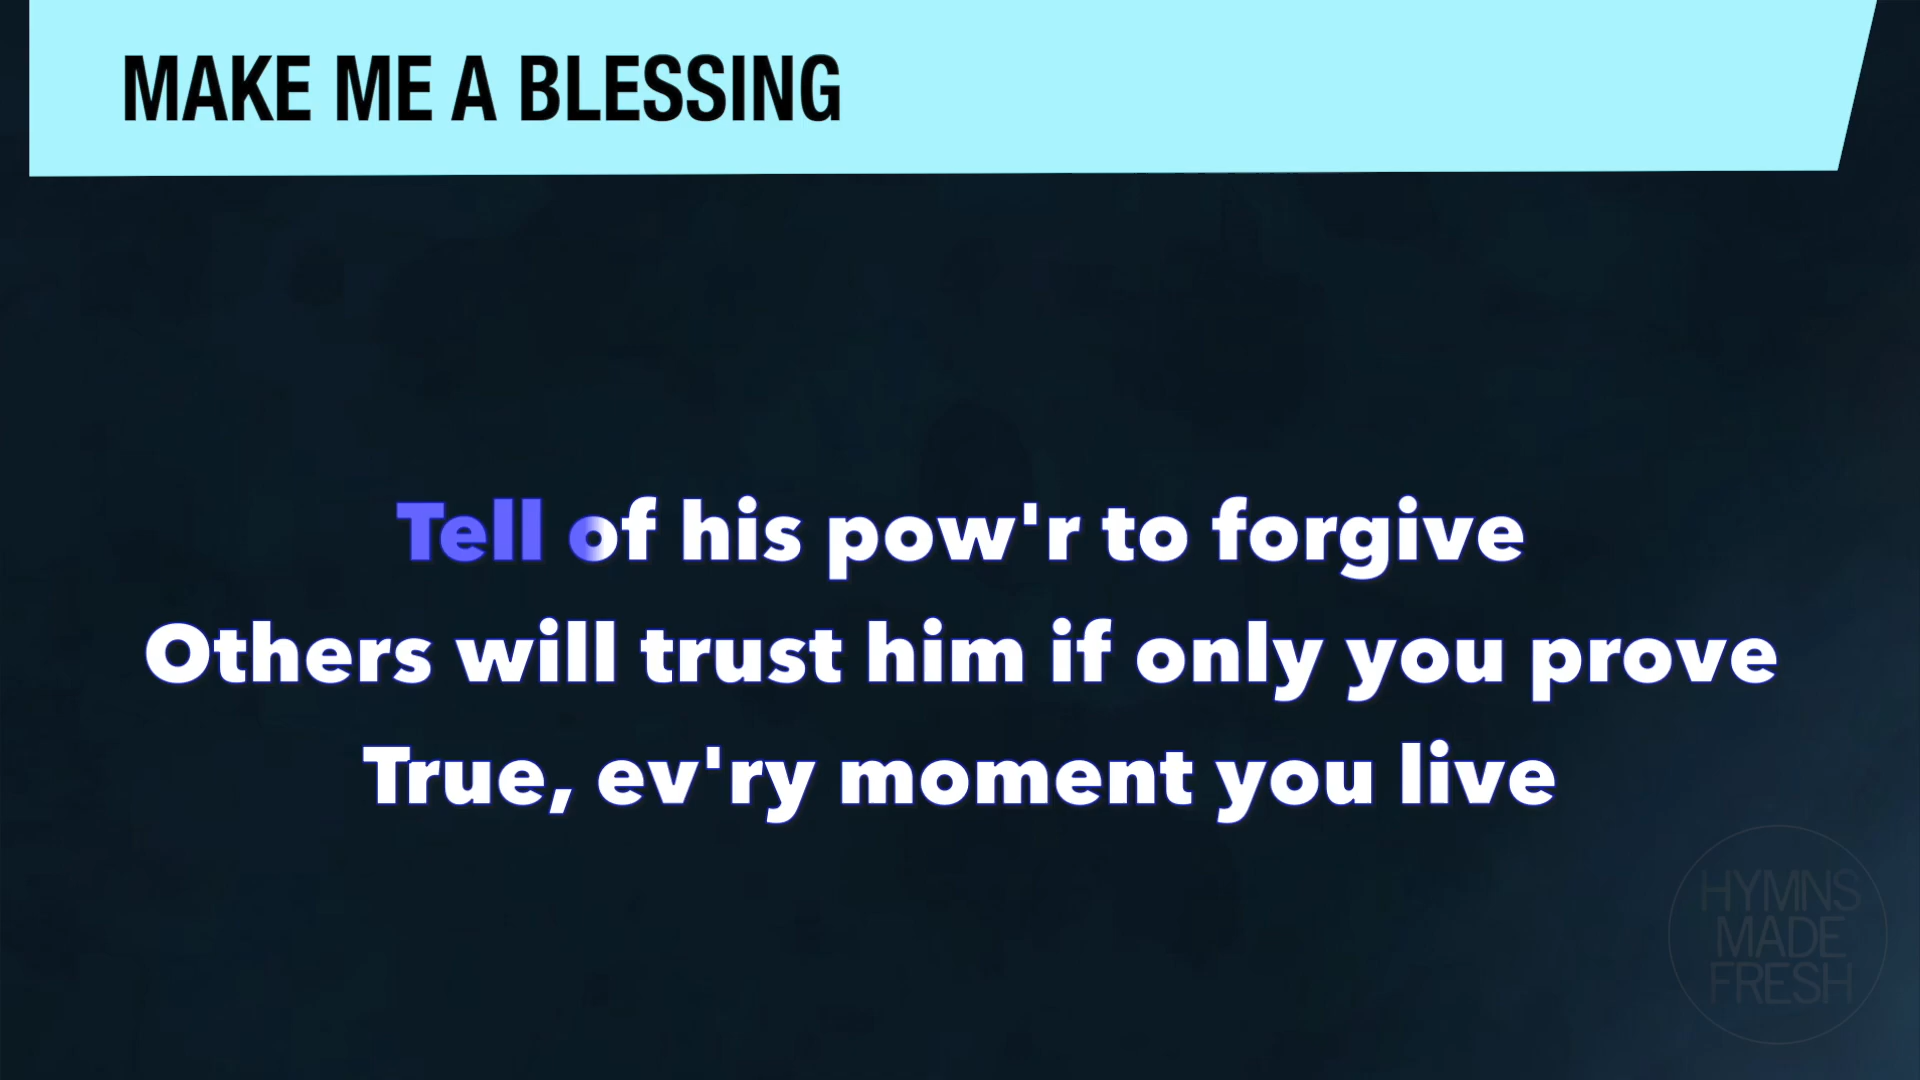 MAKE ME A BLESSING
Tell of his pow'r to forgive
Others will trust him if only you prove
True, ev'ry moment you live
HYMNS
MADE
FRESH